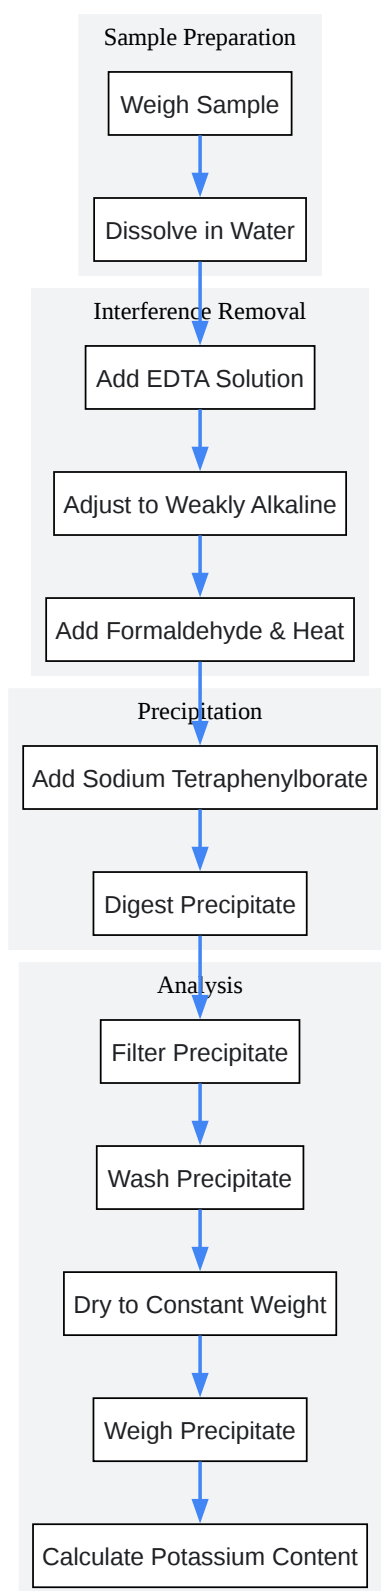 Sample Preparation
Weigh Sample
Dissolve in Water
Interference Removal
Add EDTA Solution
Adjust to Weakly Alkaline
Add Formaldehyde & Heat
Precipitation
Add Sodium Tetraphenylborate
Digest Precipitate
Analysis
Filter Precipitate
Wash Precipitate
Dry to Constant Weight
Weigh Precipitate
Calculate Potassium Content